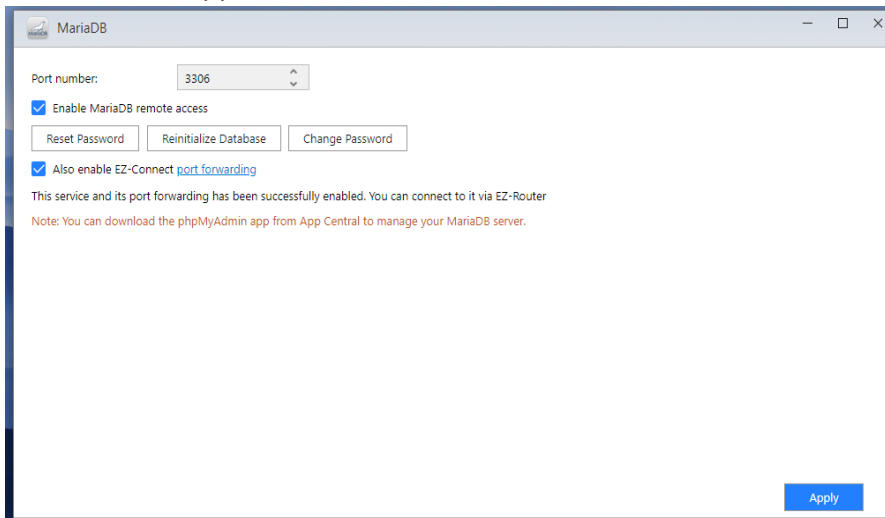 MariaDB
Port number: 3306
Enable MariaDB remote access
Reset Password Reinitialize Database Change Password
Also enable EZ-Connect port forwarding
This service and its port forwarding has been successfully enabled. You can connect to it via EZ-Router
Note: You can download the phpMyAdmin app from App Central to manage your MariaDB server.
Apply